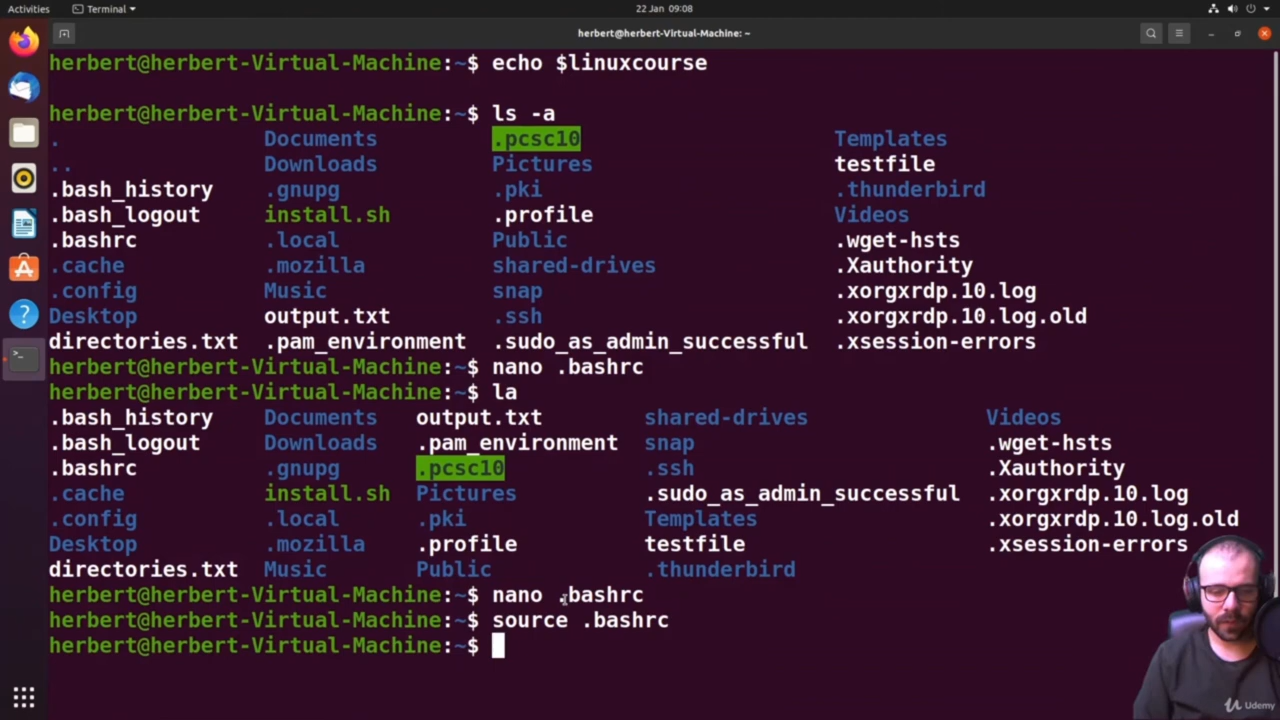 Activities Terminal 22 Jan 09:08
herbert@herbert-Virtual-Machine: ~
herbert@herbert-Virtual-Machine:~$ echo $linuxcourse
herbert@herbert-Virtual-Machine:~$ ls -a
. Documents .pcsc10 Templates
.. Downloads Pictures testfile
.bash_history .gnupg .pki .thunderbird
.bash_logout install.sh .profile Videos
.bashrc .local Public .wget-hsts
.cache .mozilla shared-drives .Xauthority
.config Music snap .xorgxrdp.10.log
Desktop output.txt .ssh .xorgxrdp.10.log.old
directories.txt .pam_environment .sudo_as_admin_successful .xsession-errors
herbert@herbert-Virtual-Machine:~$ nano .bashrc
herbert@herbert-Virtual-Machine:~$ la
.bash_history Documents output.txt shared-drives Videos
.bash_logout Downloads .pam_environment snap .wget-hsts
.bashrc .gnupg .pcsc10 .ssh .Xauthority
.cache install.sh Pictures .sudo_as_admin_successful .xorgxrdp.10.log
.config .local .pki Templates .xorgxrdp.10.log.old
Desktop .mozilla .profile testfile .xsession-errors
directories.txt Music Public .thunderbird
herbert@herbert-Virtual-Machine:~$ nano .bashrc
herbert@herbert-Virtual-Machine:~$ source .bashrc
herbert@herbert-Virtual-Machine:~$
Udemy